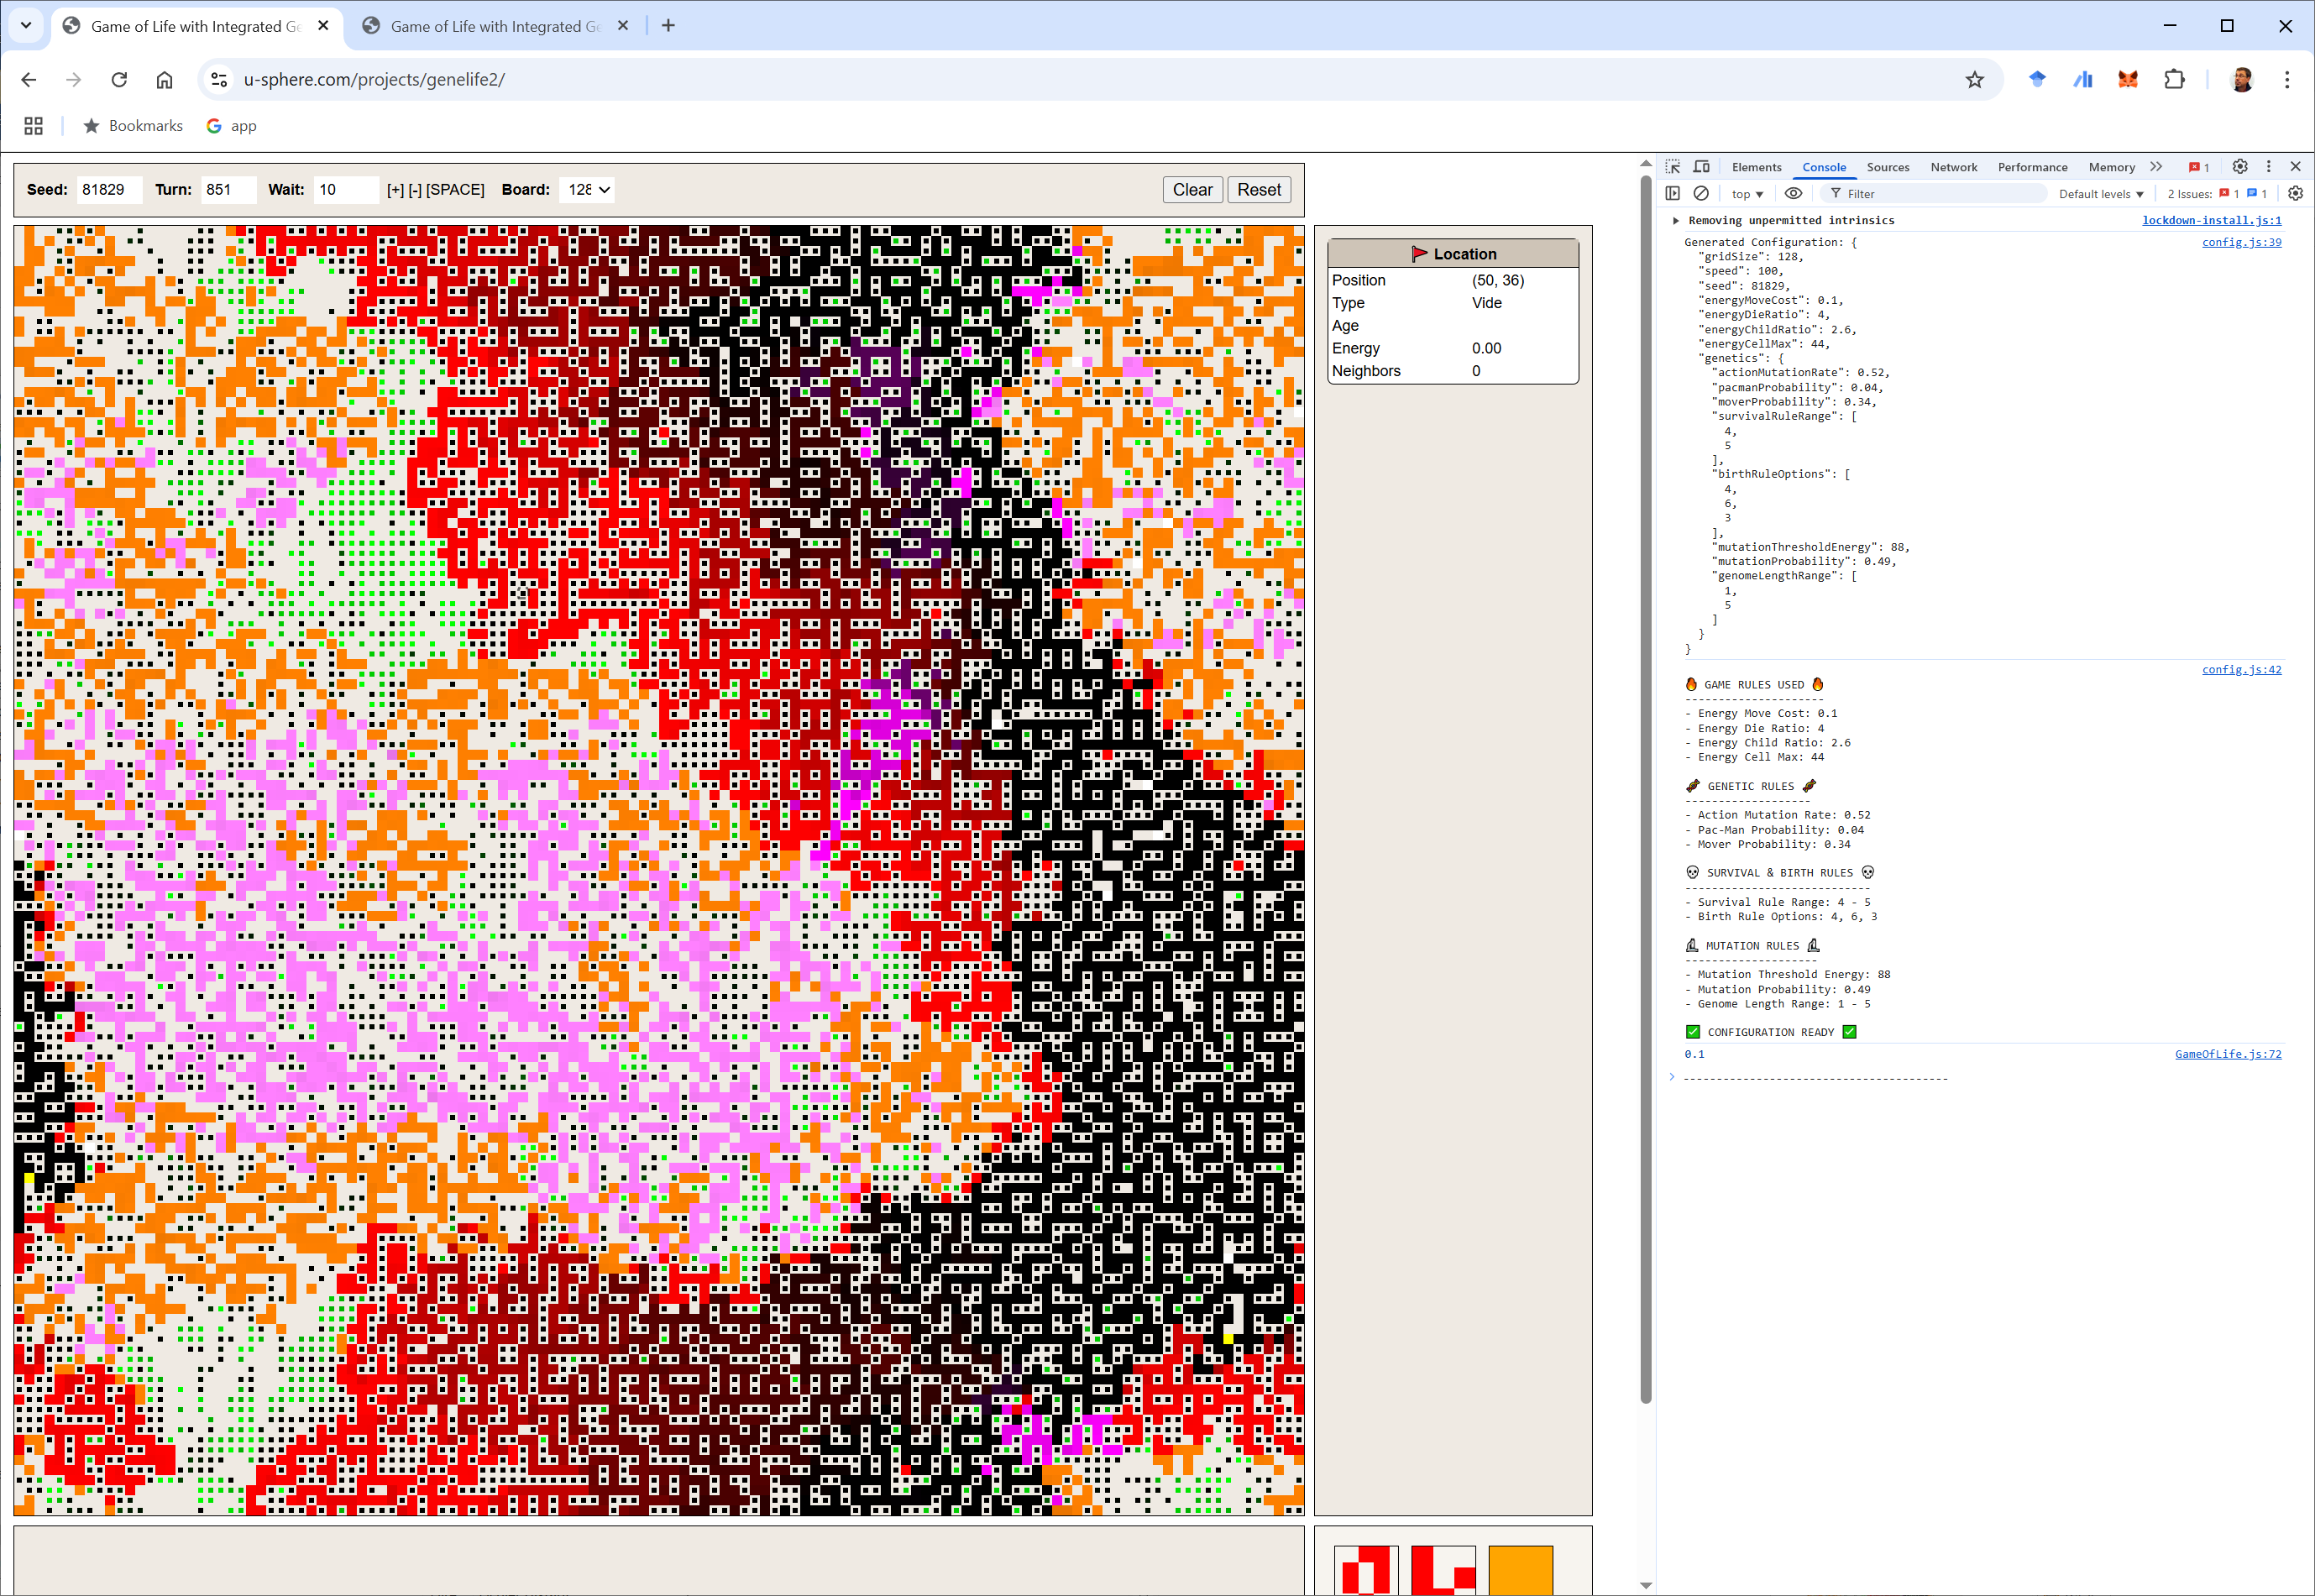 Game of Life with Integrated Ge
Game of Life with Integrated Ge
u-sphere.com/projects/genelife2/
Bookmarks
app
Seed: 81829 Turn: 851 Wait: 10 [+] [-] [SPACE] Board: 128
Clear Reset
Location
Position (50, 36)
Type Vide
Age
Energy 0.00
Neighbors 0
Elements Console Sources Network Performance Memory 1
top Filter Default levels 2 Issues: 1 1
Removing unpermitted intrinsics lockdown-install.js:1
Generated Configuration: { config.js:39
"gridSize": 128,
"speed": 100,
"seed": 81829,
"energyMoveCost": 0.1,
"energyDieRatio": 4,
"energyChildRatio": 2.6,
"energyCellMax": 44,
"genetics": {
"actionMutationRate": 0.52,
"pacmanProbability": 0.04,
"moverProbability": 0.34,
"survivalRuleRange": [
4,
5
],
"birthRuleOptions": [
4,
6,
3
],
"mutationThresholdEnergy": 88,
"mutationProbability": 0.49,
"genomeLengthRange": [
1,
5
]
}
}
config.js:42
🔥 GAME RULES USED 🔥
---------------------
- Energy Move Cost: 0.1
- Energy Die Ratio: 4
- Energy Child Ratio: 2.6
- Energy Cell Max: 44
GENETIC RULES
-------------------
- Action Mutation Rate: 0.52
- Pac-Man Probability: 0.04
- Mover Probability: 0.34
💀 SURVIVAL & BIRTH RULES 💀
----------------------------
- Survival Rule Range: 4 - 5
- Birth Rule Options: 4, 6, 3
MUTATION RULES
--------------------
- Mutation Threshold Energy: 88
- Mutation Probability: 0.49
- Genome Length Range: 1 - 5
✅ CONFIGURATION READY ✅
0.1 GameOfLife.js:72
----------------------------------------